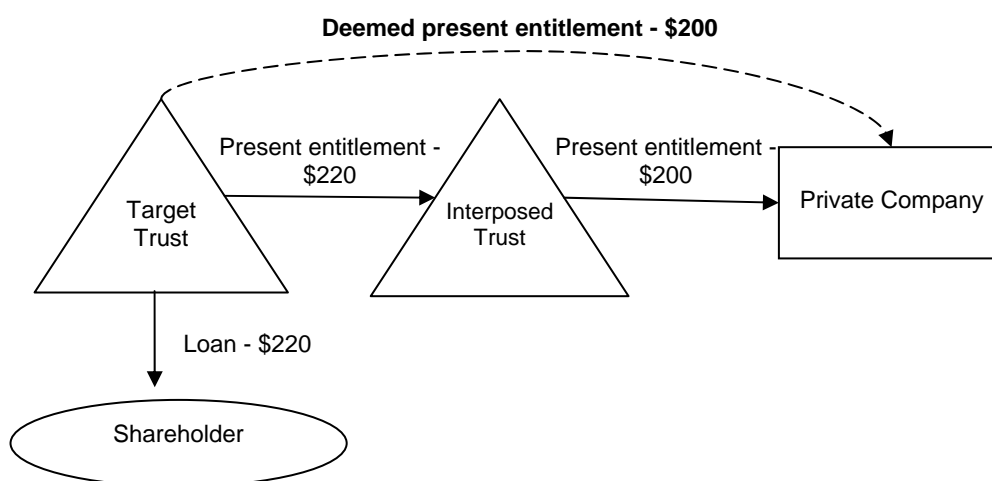 Deemed present entitlement - $200
Present entitlement -
$220
Present entitlement -
$200
Target
Trust
Interposed
Trust
Private Company
Loan - $220
Shareholder